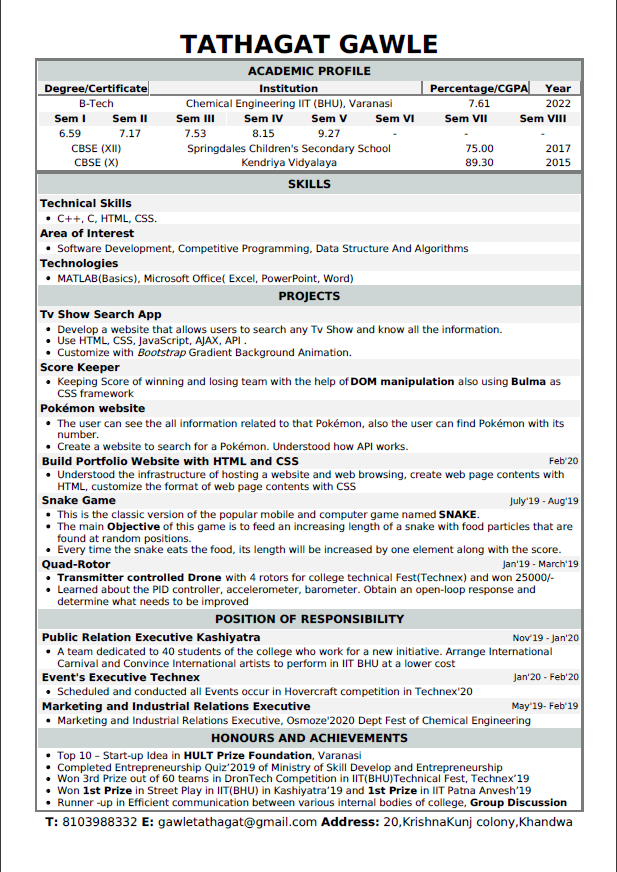 TATHAGAT GAWLE
ACADEMIC PROFILE
Degree/Certificate Institution Percentage/CGPA Year
B-Tech Chemical Engineering IIT (BHU), Varanasi 7.61 2022
Sem I Sem II Sem III Sem IV Sem V Sem VI Sem VII Sem VIII
6.59 7.17 7.53 8.15 9.27 - - -
CBSE (XII) Springdales Children's Secondary School 75.00 2017
CBSE (X) Kendriya Vidyalaya 89.30 2015
SKILLS
Technical Skills
• C++, C, HTML, CSS.
Area of Interest
• Software Development, Competitive Programming, Data Structure And Algorithms
Technologies
• MATLAB(Basics), Microsoft Office( Excel, PowerPoint, Word)
PROJECTS
Tv Show Search App
• Develop a website that allows users to search any Tv Show and know all the information.
• Use HTML, CSS, JavaScript, AJAX, API .
• Customize with Bootstrap Gradient Background Animation.
Score Keeper
• Keeping Score of winning and losing team with the help of DOM manipulation also using Bulma as
CSS framework
Pokémon website
• The user can see the all information related to that Pokémon, also the user can find Pokémon with its
number.
• Create a website to search for a Pokémon. Understood how API works.
Build Portfolio Website with HTML and CSS Feb'20
• Understood the infrastructure of hosting a website and web browsing, create web page contents with
HTML, customize the format of web page contents with CSS
Snake Game July'19 - Aug'19
• This is the classic version of the popular mobile and computer game named SNAKE.
• The main Objective of this game is to feed an increasing length of a snake with food particles that are
found at random positions.
• Every time the snake eats the food, its length will be increased by one element along with the score.
Quad-Rotor Jan'19 - March'19
• Transmitter controlled Drone with 4 rotors for college technical Fest(Technex) and won 25000/-
• Learned about the PID controller, accelerometer, barometer. Obtain an open-loop response and
determine what needs to be improved
POSITION OF RESPONSIBILITY
Public Relation Executive Kashiyatra Nov'19 - Jan'20
• A team dedicated to 40 students of the college who work for a new initiative. Arrange International
Carnival and Convince International artists to perform in IIT BHU at a lower cost
Event's Executive Technex Jan'20 - Feb'20
• Scheduled and conducted all Events occur in Hovercraft competition in Technex'20
Marketing and Industrial Relations Executive May'19- Feb'19
• Marketing and Industrial Relations Executive, Osmoze'2020 Dept Fest of Chemical Engineering
HONOURS AND ACHIEVEMENTS
• Top 10 – Start-up Idea in HULT Prize Foundation, Varanasi
• Completed Entrepreneurship Quiz’2019 of Ministry of Skill Develop and Entrepreneurship
• Won 3rd Prize out of 60 teams in DronTech Competition in IIT(BHU)Technical Fest, Technex’19
• Won 1st Prize in Street Play in IIT(BHU) in Kashiyatra’19 and 1st Prize in IIT Patna Anvesh’19
• Runner -up in Efficient communication between various internal bodies of college, Group Discussion
T: 8103988332 E: gawletathagat@gmail.com Address: 20,KrishnaKunj colony,Khandwa